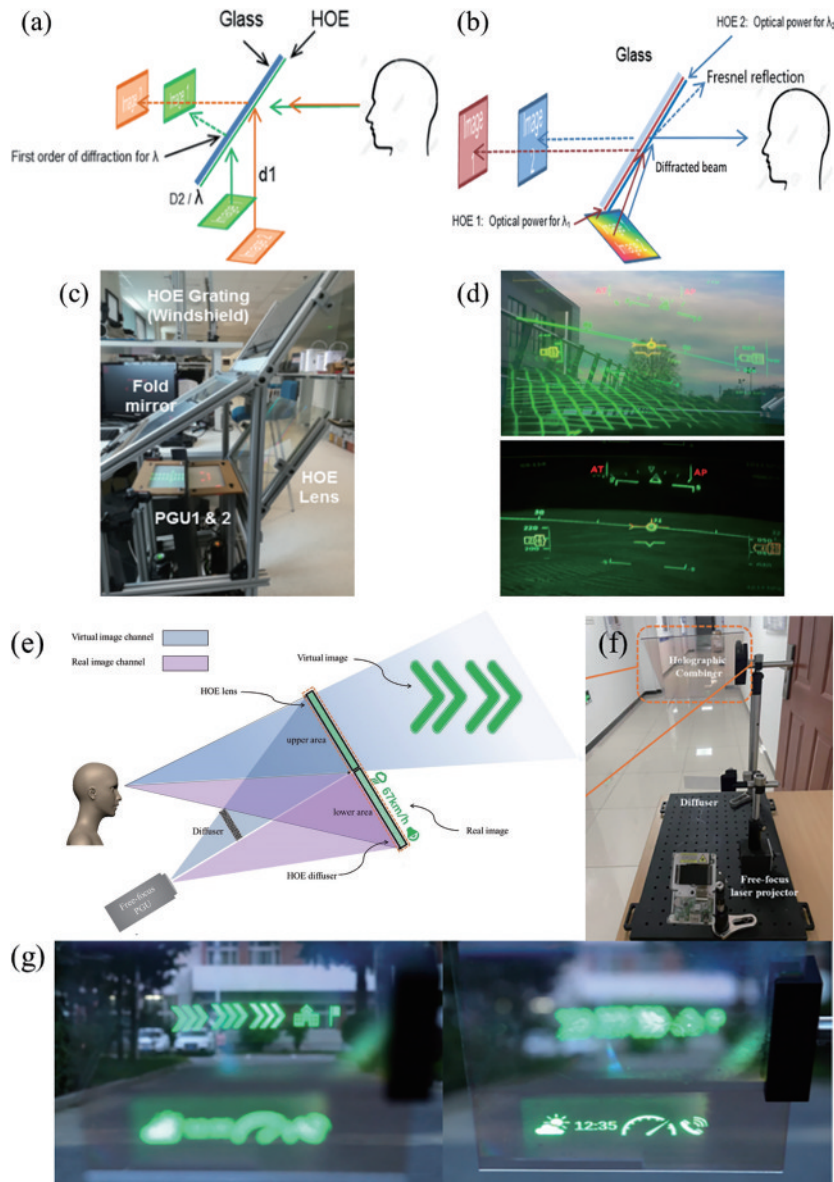 (a)
Glass
HOE
First order of diffraction for λ
d1
D2 / λ
(b)
HOE 2: Optical power for λ₂
Glass
Fresnel reflection
Image
1
Image
2
Diffracted beam
HOE 1: Optical power for λ₁
(c)
HOE Grating
(Windshield)
Fold
mirror
HOE
Lens
PGU1 & 2
(d)
AT
AP
(e)
Virtual image channel
Real image channel
Virtual image
HOE lens
upper area
lower area
67km/h
Diffuser
Real image
HOE diffuser
Free-focus
PGU
(f)
Holographic
Combiner
Diffuser
Free-focus
laser projector
(g)
12:35